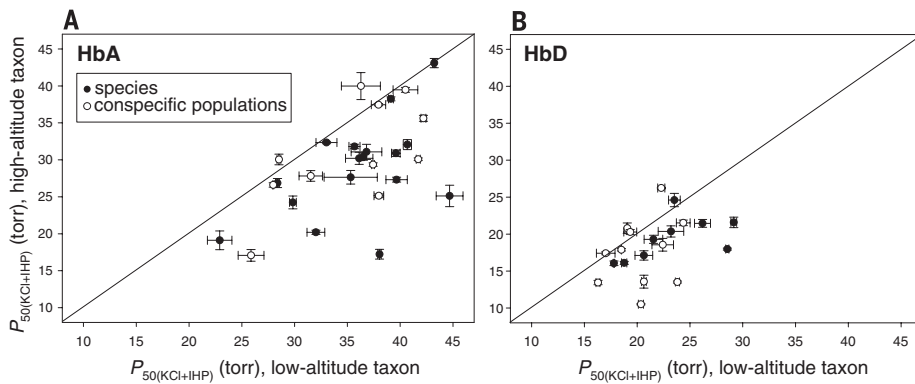 A
HbA
species
conspecific populations
45
40
35
30
25
20
15
10
P50(KCl+IHP) (torr), high-altitude taxon
10 15 20 25 30 35 40 45
P50(KCl+IHP) (torr), low-altitude taxon
B
HbD
45
40
35
30
25
20
15
10
10 15 20 25 30 35 40 45
P50(KCl+IHP) (torr), low-altitude taxon